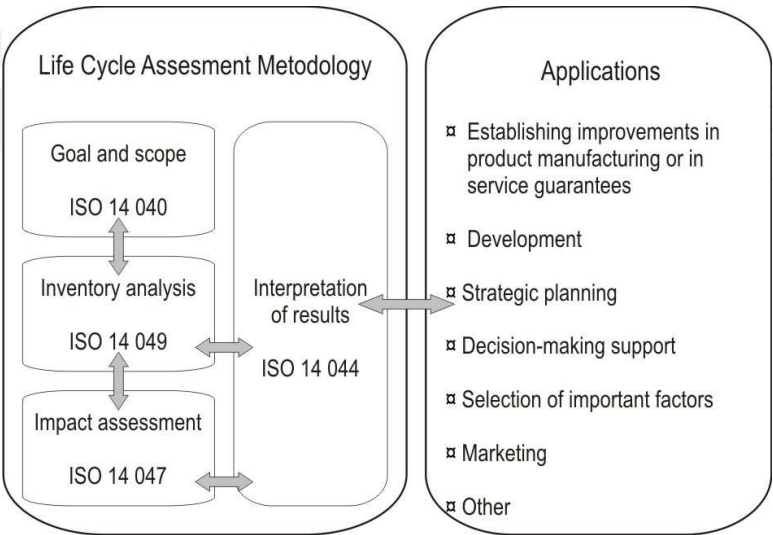 Life Cycle Assesment Metodology
Goal and scope
ISO 14 040
Inventory analysis
ISO 14 049
Impact assessment
ISO 14 047
Interpretation
of results
ISO 14 044
Applications
¤ Establishing improvements in
product manufacturing or in
service guarantees
¤ Development
¤ Strategic planning
¤ Decision-making support
¤ Selection of important factors
¤ Marketing
¤ Other